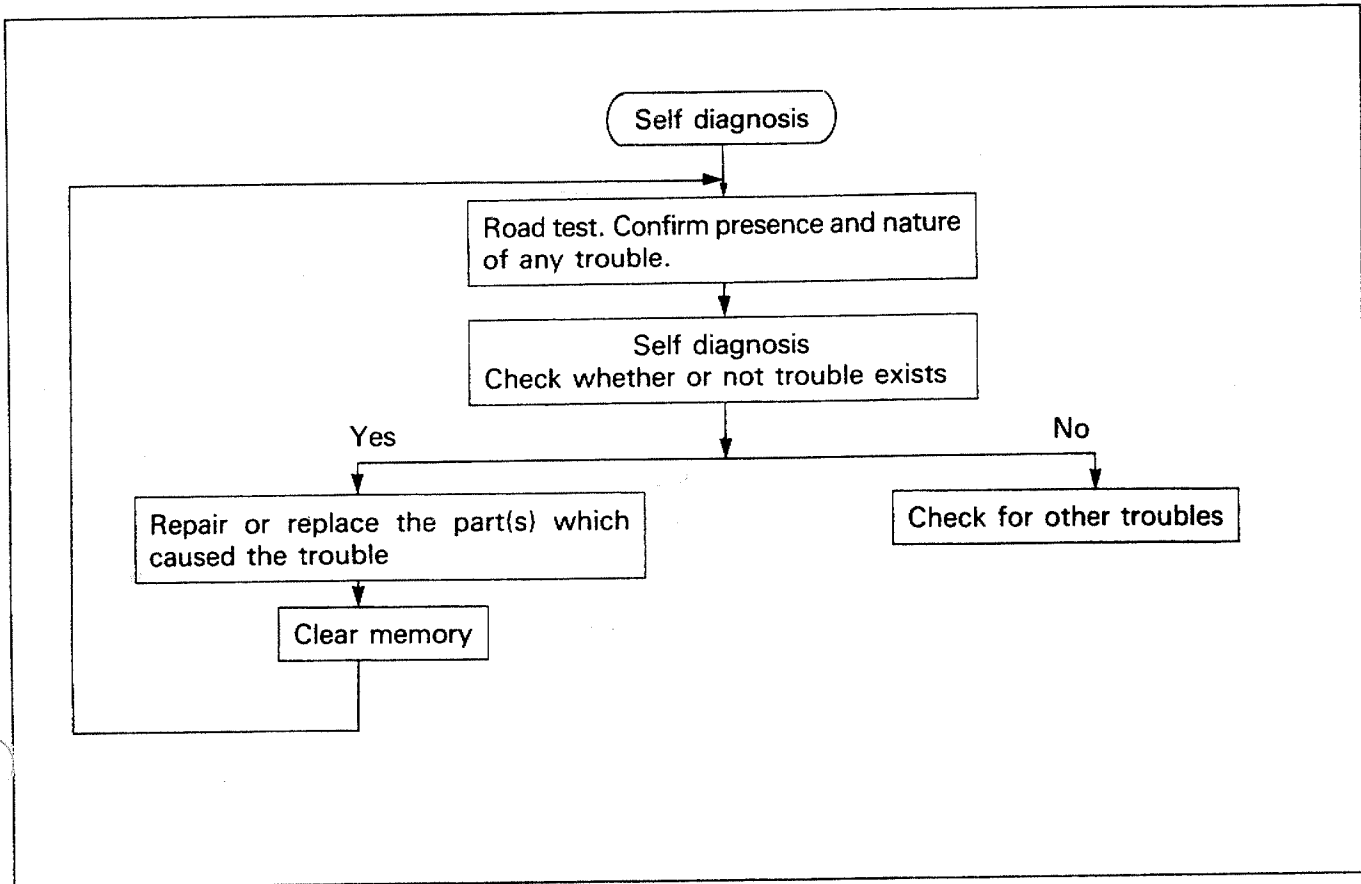 Self diagnosis
Road test. Confirm presence and nature
of any trouble.
Self diagnosis
Check whether or not trouble exists
Yes
No
Repair or replace the part(s) which
caused the trouble
Check for other troubles
Clear memory